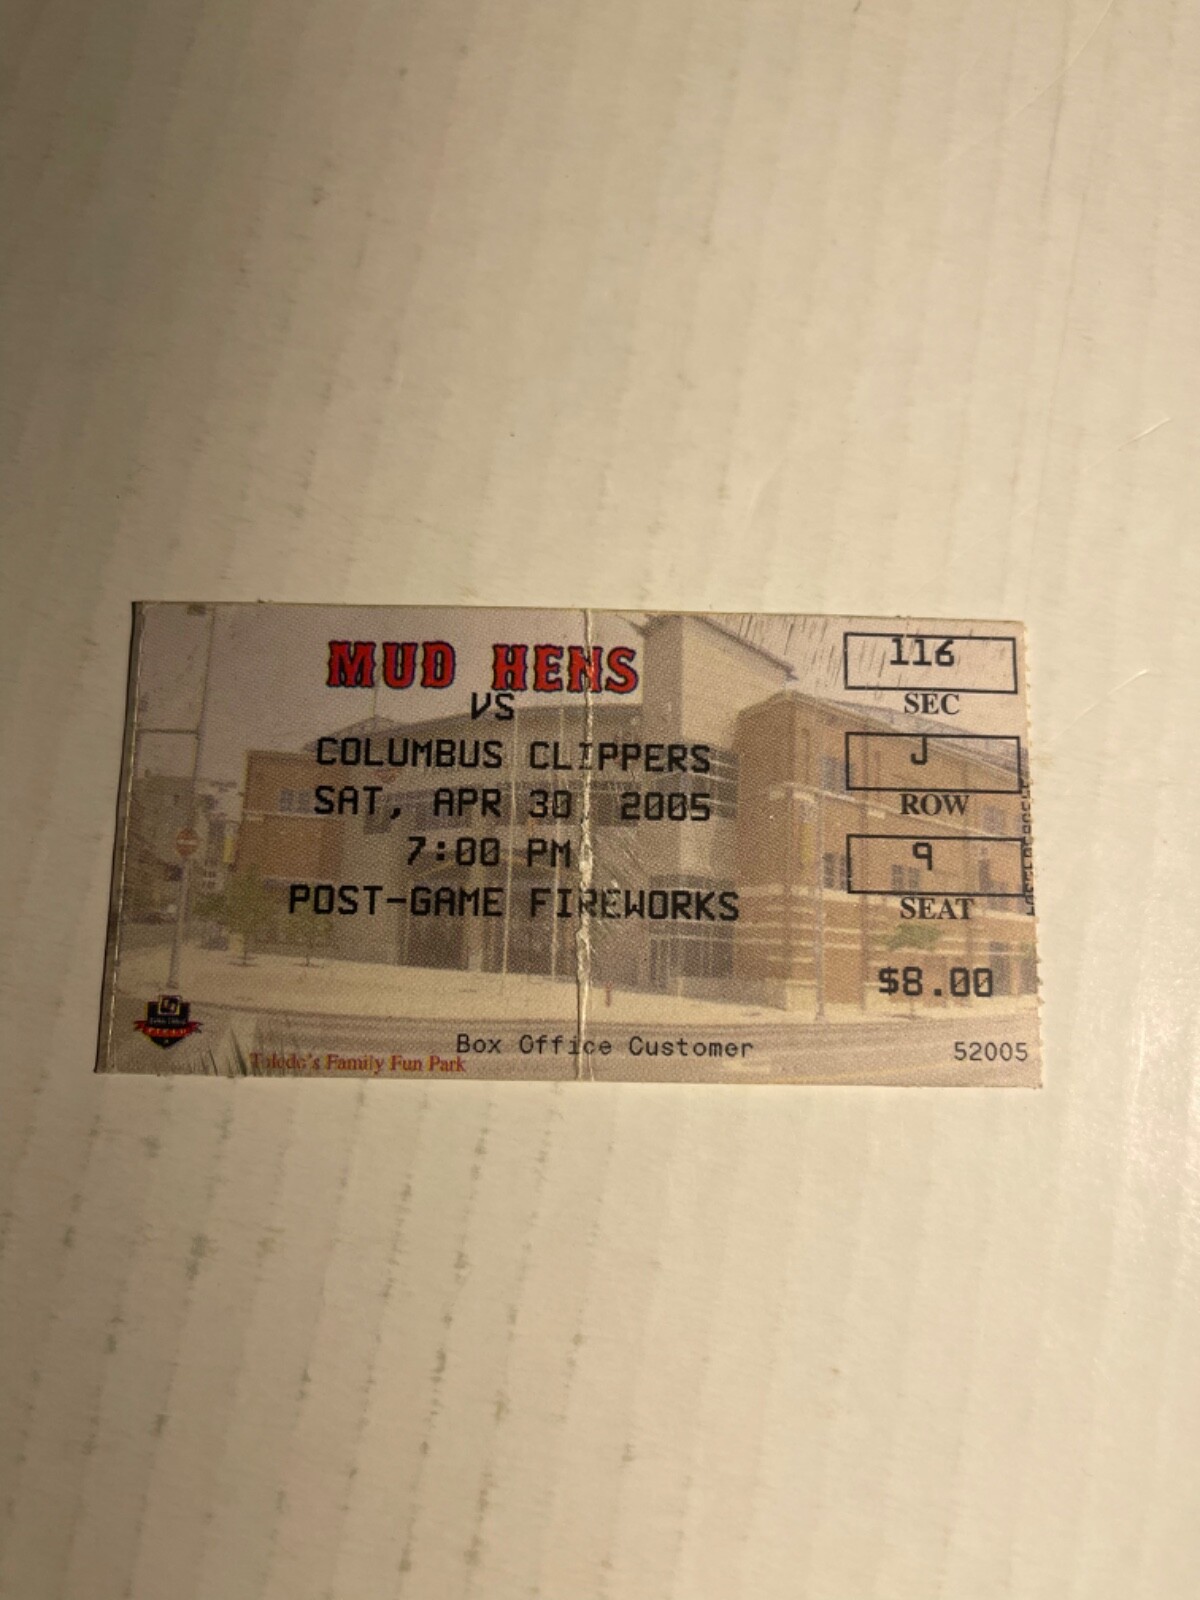 MUD HENS
VS
COLUMBUS CLIPPERS
SAT, APR 30, 2005
7:00 PM
POST-GAME FIREWORKS
116
SEC
J
ROW
9
SEAT
$8.00
Box Office Customer
52005
Toledo's Family Fun Park